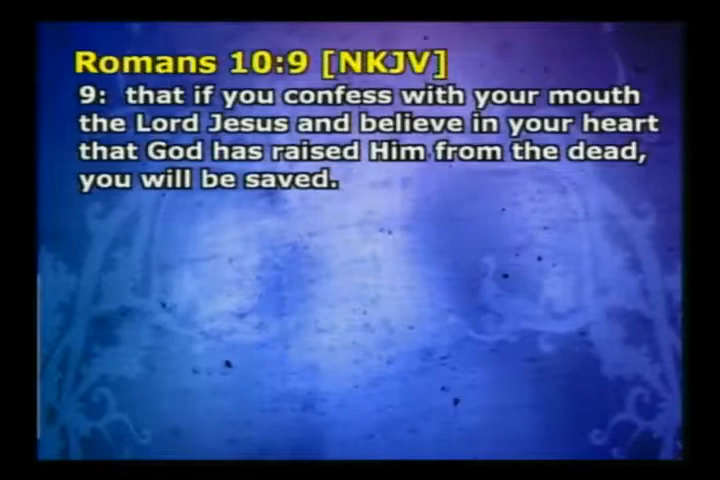 Romans 10:9 [NKJV]
9: that if you confess with your mouth
the Lord Jesus and believe in your heart
that God has raised Him from the dead,
you will be saved.